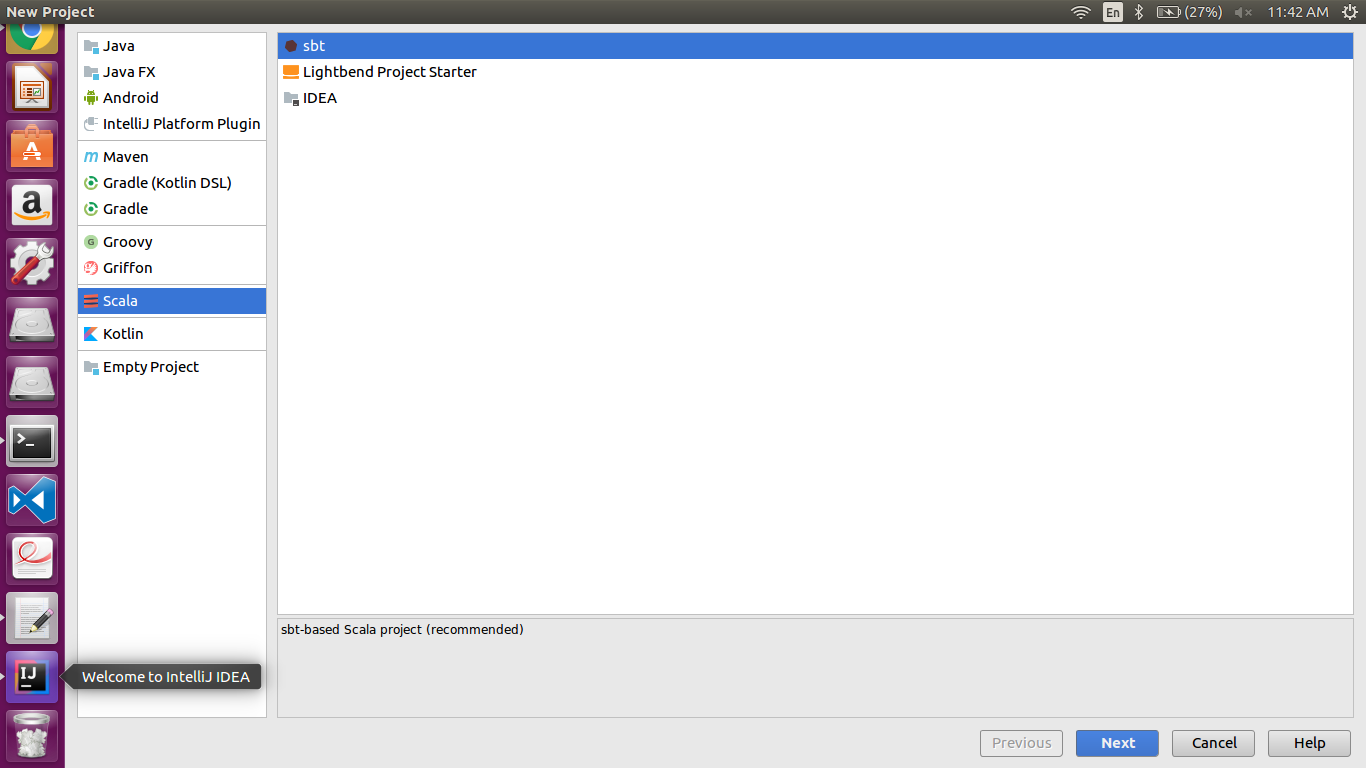 New Project
En
(27%)
11:42 AM
Java
Java FX
Android
IntelliJ Platform Plugin
m Maven
Gradle (Kotlin DSL)
Gradle
G Groovy
Griffon
Scala
Kotlin
Empty Project
sbt
Lightbend Project Starter
IDEA
sbt-based Scala project (recommended)
A
a
>_
IJ
Welcome to IntelliJ IDEA
Previous
Next
Cancel
Help